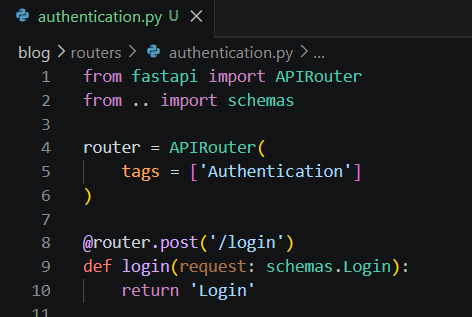 authentication.py U
blog > routers > authentication.py > ...
1 from fastapi import APIRouter
2 from .. import schemas
3
4 router = APIRouter(
5     tags = ['Authentication']
6 )
7
8 @router.post('/login')
9 def login(request: schemas.Login):
10     return 'Login'
11